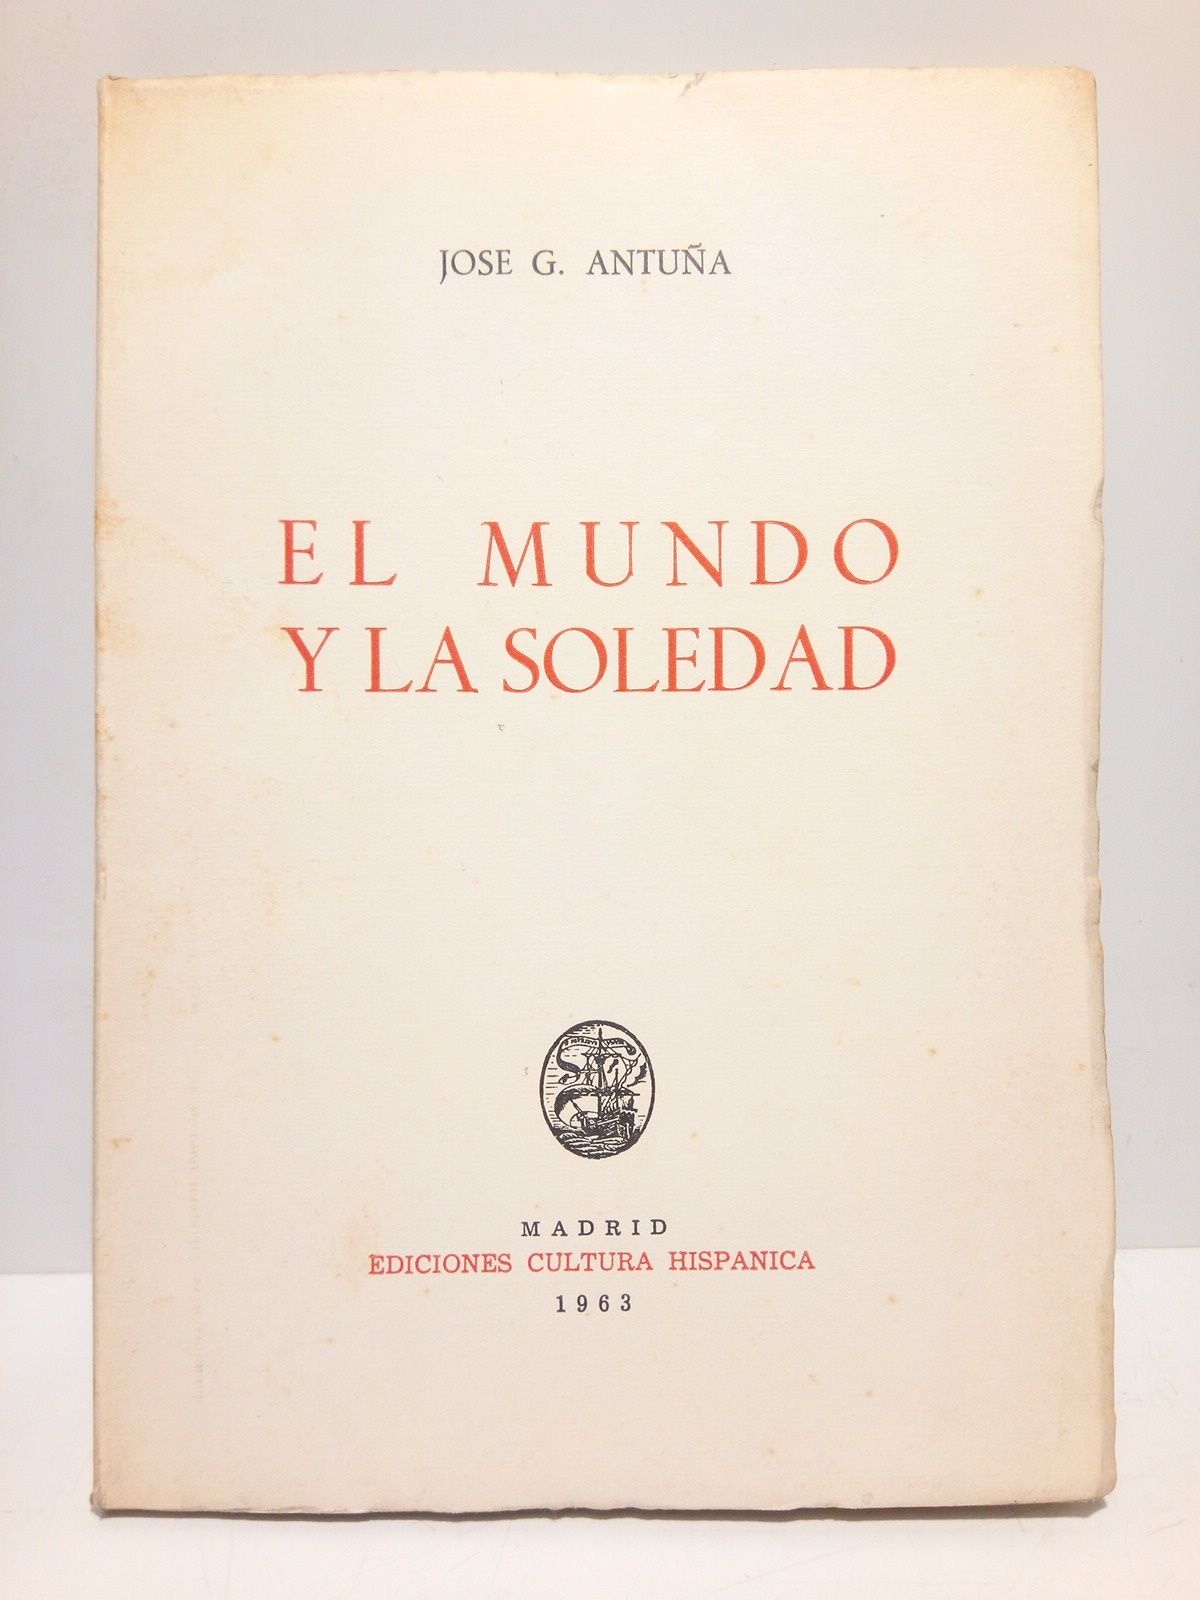 JOSE G. ANTUÑA
EL MUNDO
Y LA SOLEDAD
MADRID
EDICIONES CULTURA HISPANICA
1963